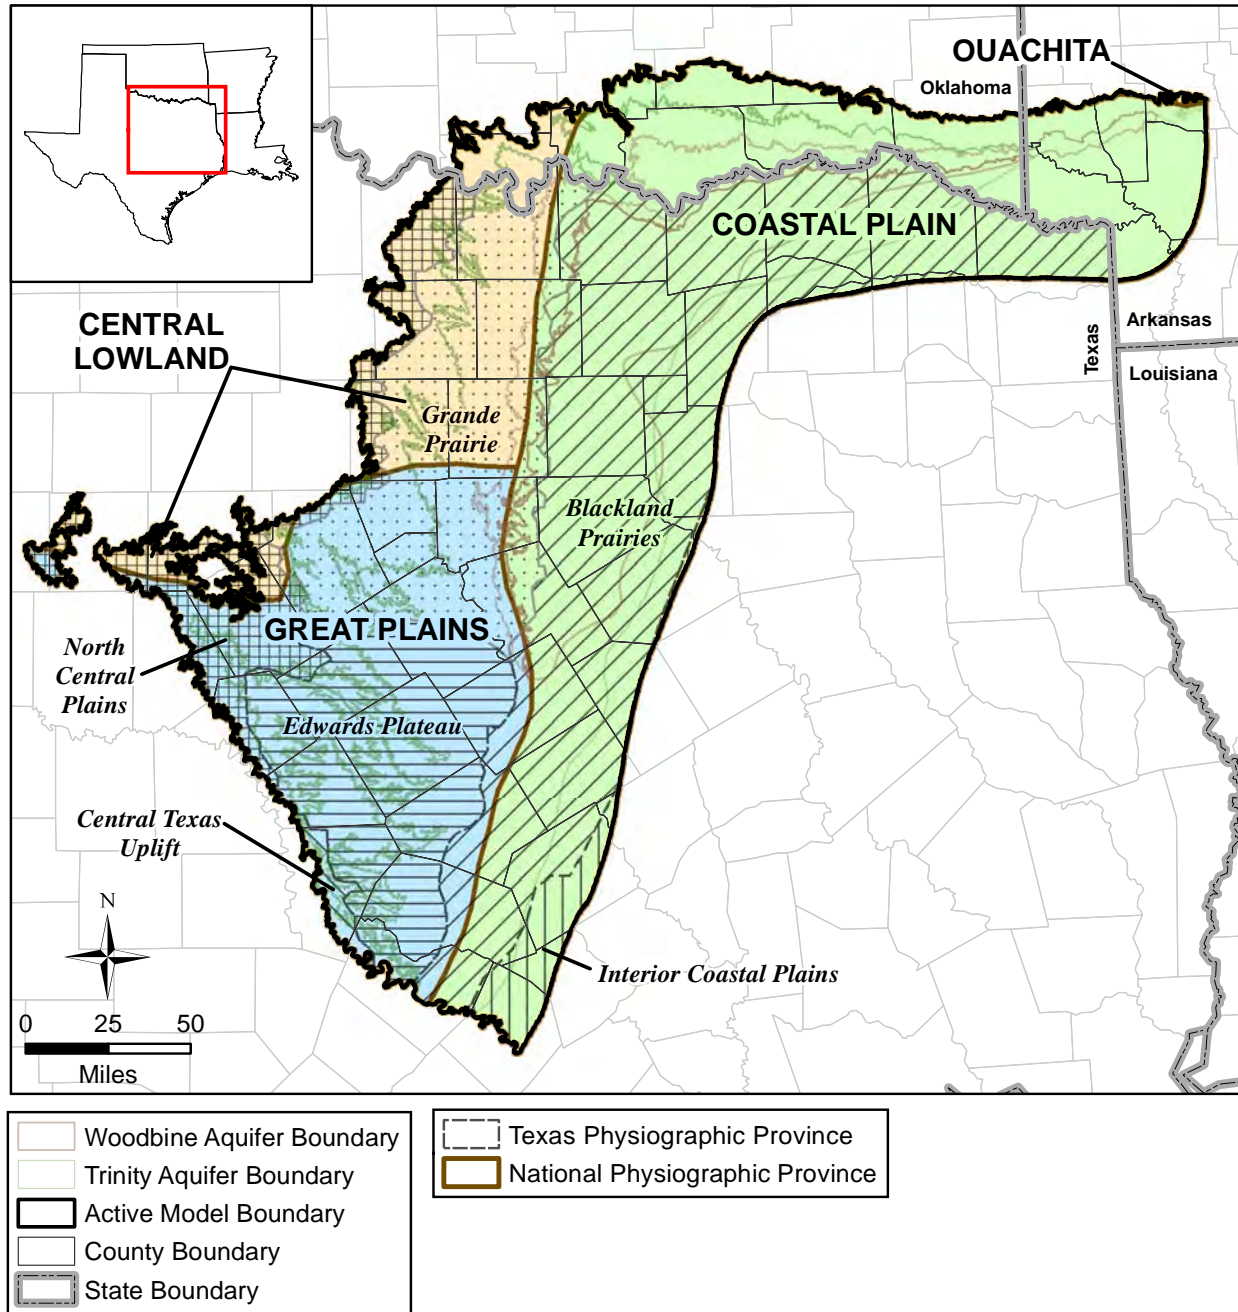 OUACHITA
Oklahoma
COASTAL PLAIN
CENTRAL
LOWLAND
Texas
Arkansas
Louisiana
Grande
Prairie
Blackland
Prairies
GREAT PLAINS
North
Central
Plains
Edwards Plateau
Central Texas
Uplift
Interior Coastal Plains
N
0 25 50
Miles
Woodbine Aquifer Boundary
Trinity Aquifer Boundary
Active Model Boundary
County Boundary
State Boundary
Texas Physiographic Province
National Physiographic Province